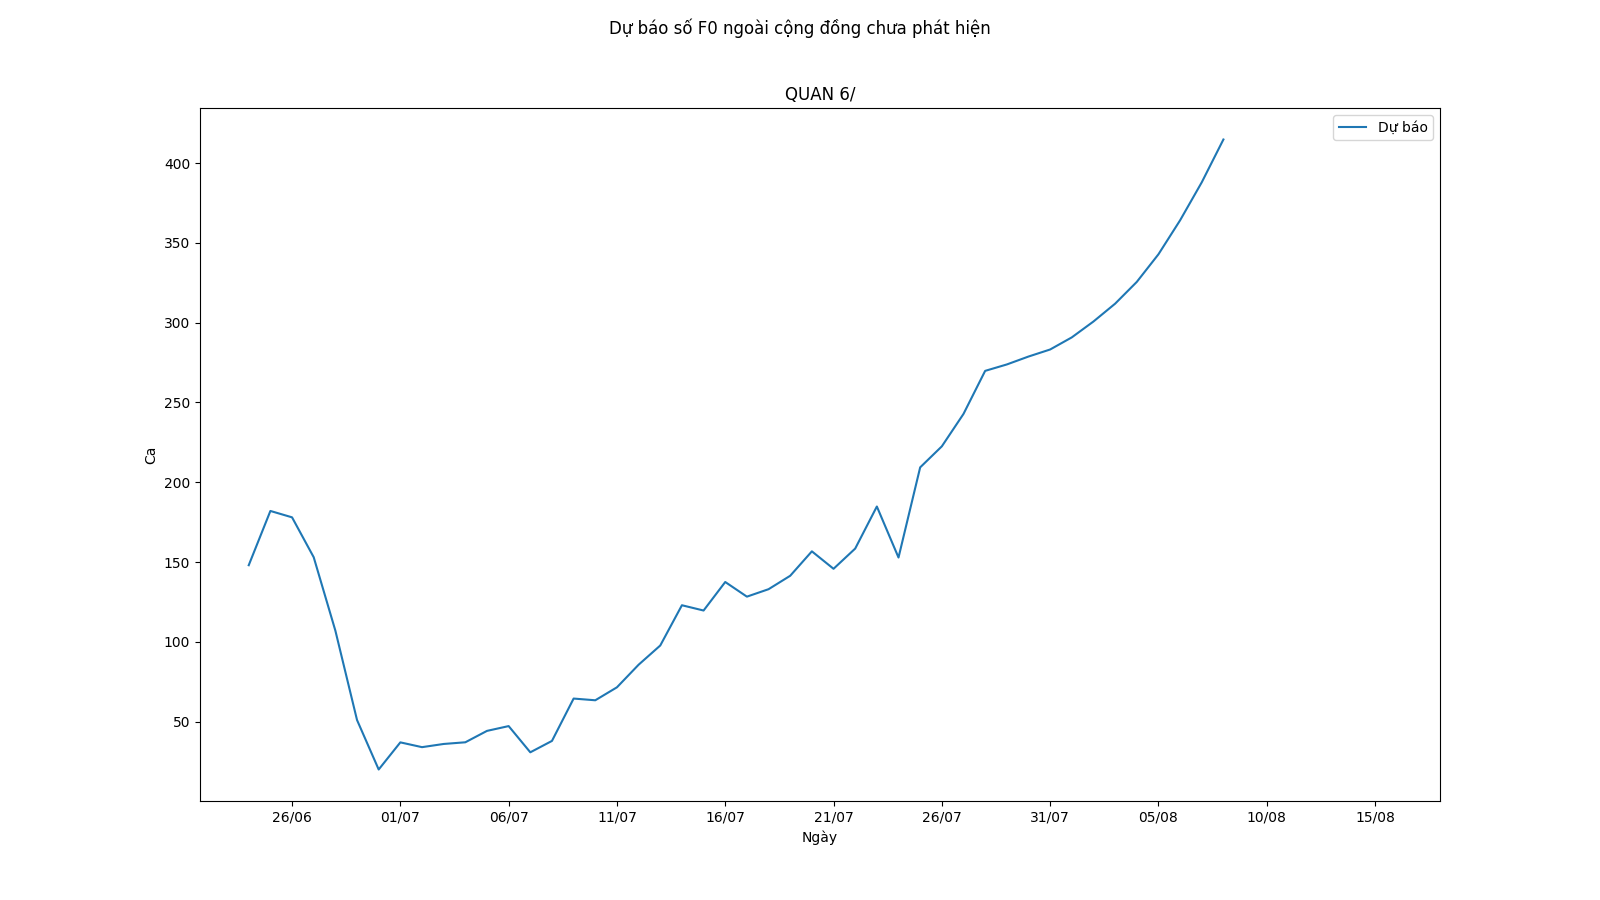 Dự báo số F0 ngoài cộng đồng chưa phát hiện
QUAN 6/
Dự báo
400
350
300
250
200
150
100
50
Ca
26/06 01/07 06/07 11/07 16/07 21/07 26/07 31/07 05/08 10/08 15/08
Ngày